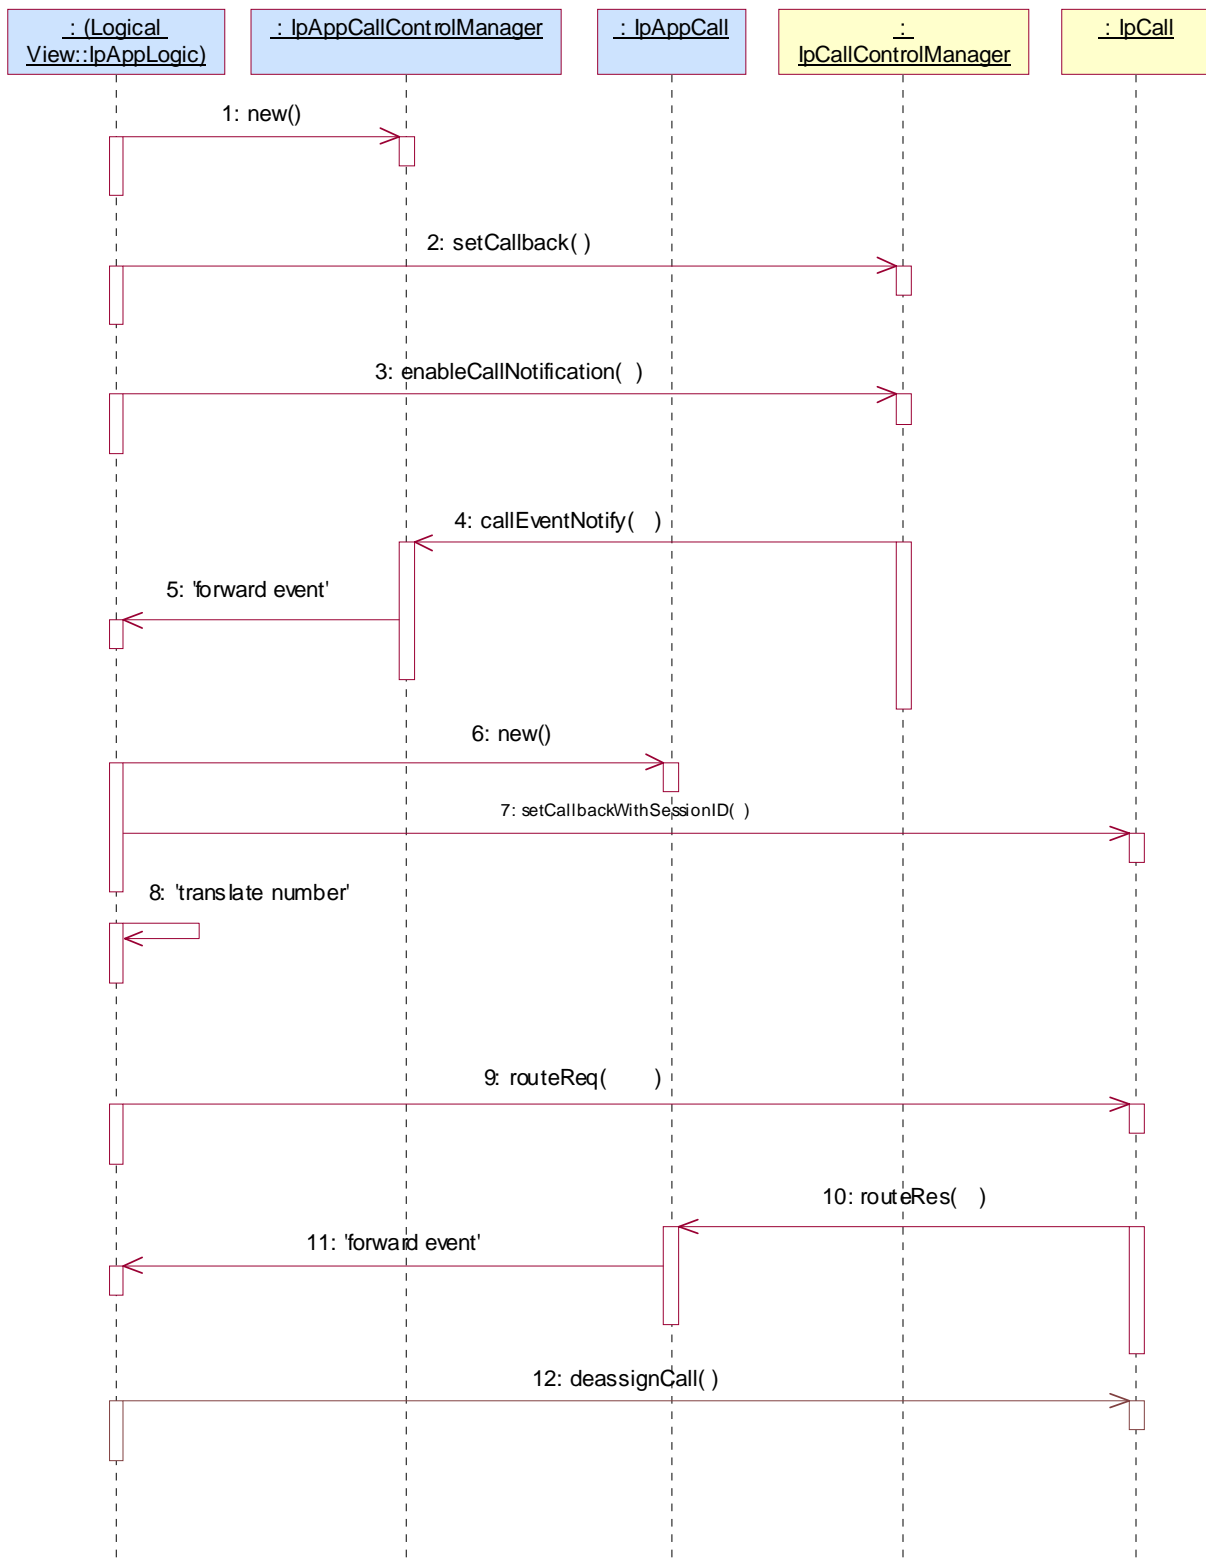 : (Logical
View::IpAppLogic)
: IpAppCallControlManager
: IpAppCall
:
IpCallControlManager
: IpCall
1: new()
2: setCallback( )
3: enableCallNotification(  )
4: callEventNotify(   )
5: 'forward event'
6: new()
7: setCallbackWithSessionID(  )
8: 'translate number'
9: routeReq(        )
10: routeRes(    )
11: 'forward event'
12: deassignCall( )